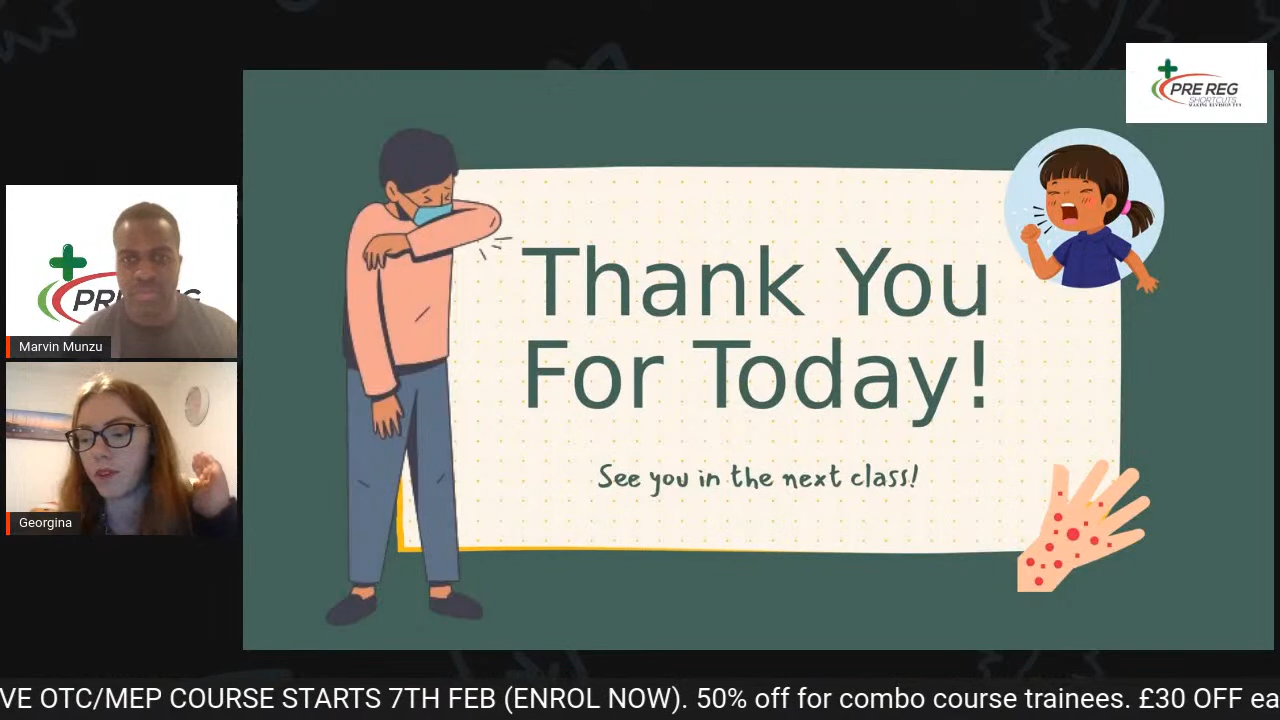 PRE REG
SHORTCUTS
PR
Marvin Munzu
Georgina
Thank You
For Today!
See you in the next class!
VE OTC/MEP COURSE STARTS 7TH FEB (ENROL NOW). 50% off for combo course trainees. £30 OFF ea